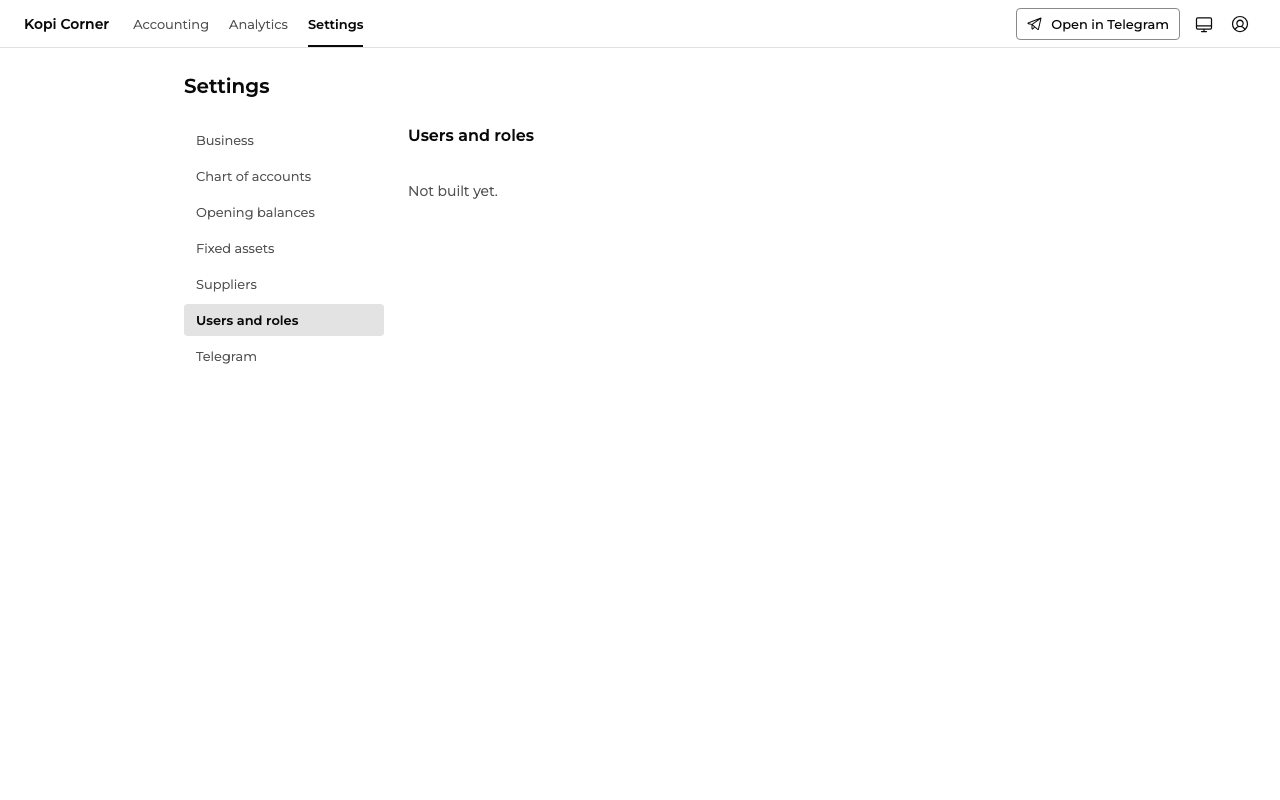 Kopi Corner
Accounting
Analytics
Settings
Open in Telegram
Settings
Business
Chart of accounts
Opening balances
Fixed assets
Suppliers
Users and roles
Telegram
Users and roles
Not built yet.